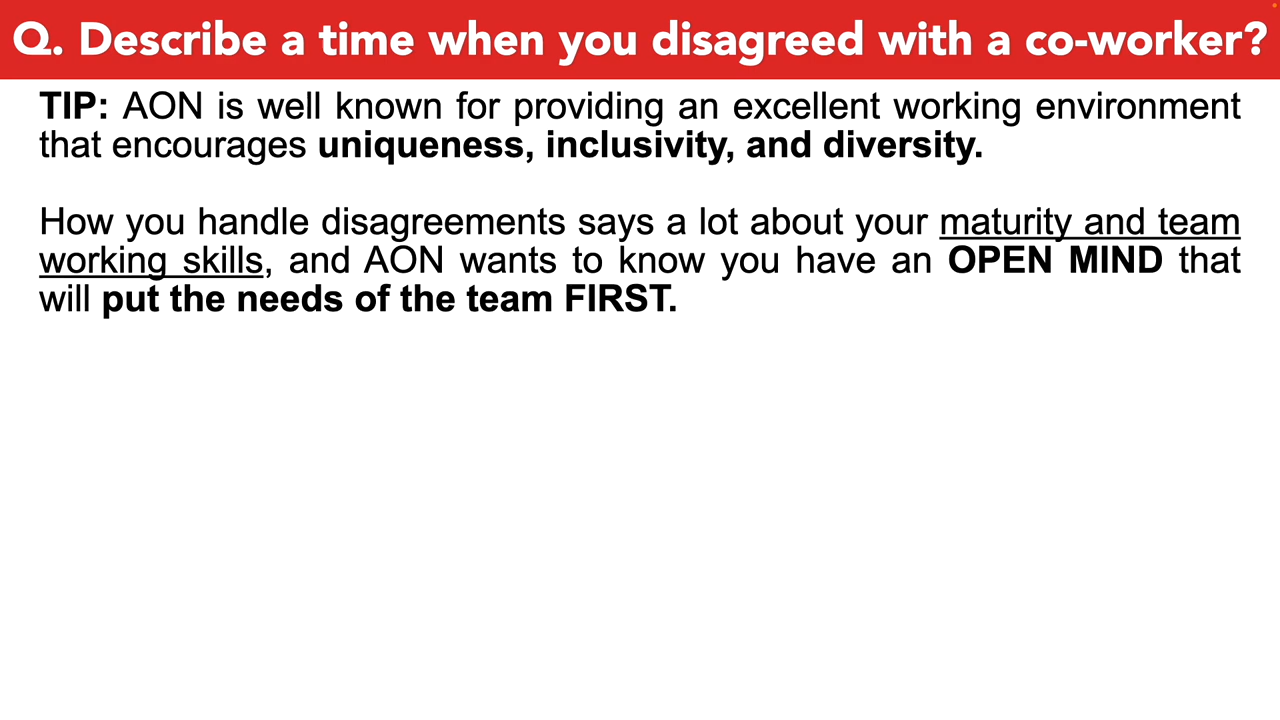 Q. Describe a time when you disagreed with a co-worker?
TIP: AON is well known for providing an excellent working environment
that encourages uniqueness, inclusivity, and diversity.
How you handle disagreements says a lot about your maturity and team
working skills, and AON wants to know you have an OPEN MIND that
will put the needs of the team FIRST.